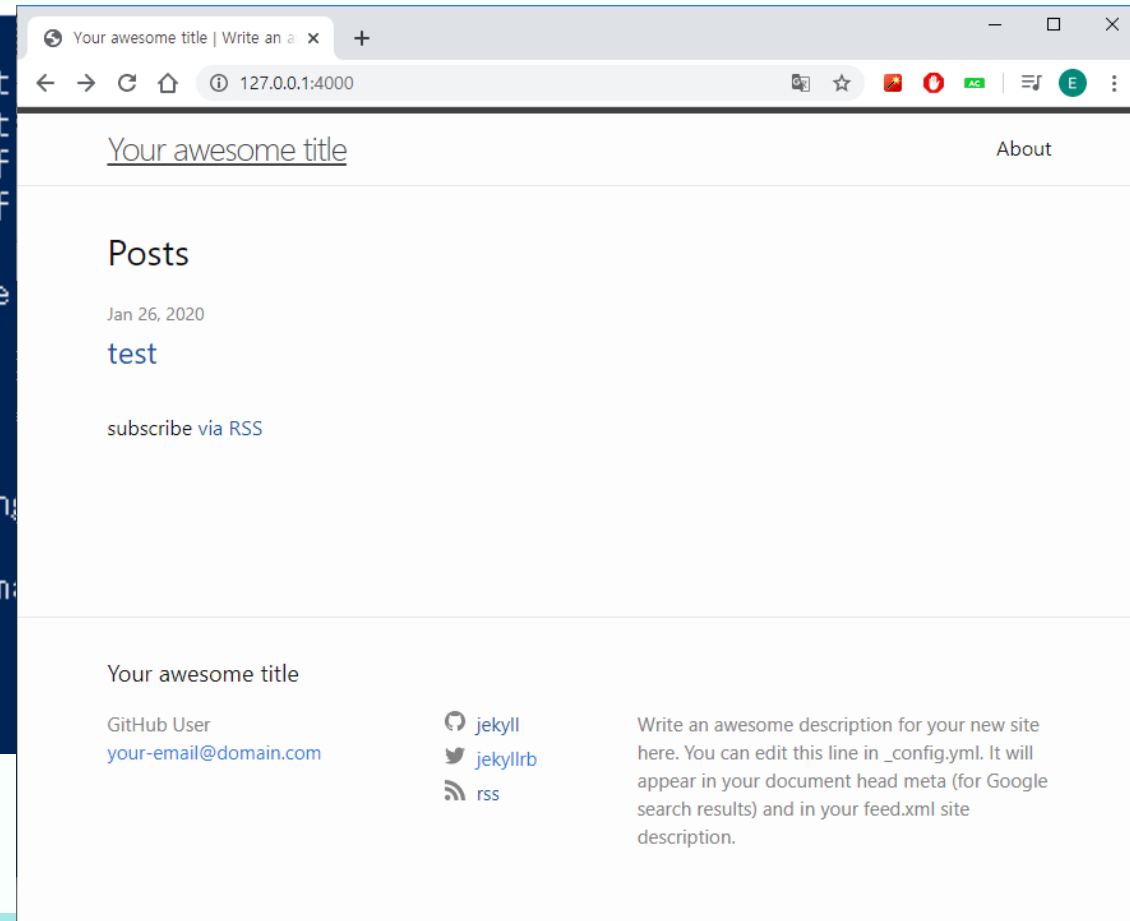 Your awesome title | Write an a
127.0.0.1:4000
AC
E
Your awesome title
About
Posts
Jan 26, 2020
test
subscribe via RSS
Your awesome title
GitHub User
your-email@domain.com
jekyll
jekyllrb
rss
Write an awesome description for your new site
here. You can edit this line in _config.yml. It will
appear in your document head meta (for Google
search results) and in your feed.xml site
description.